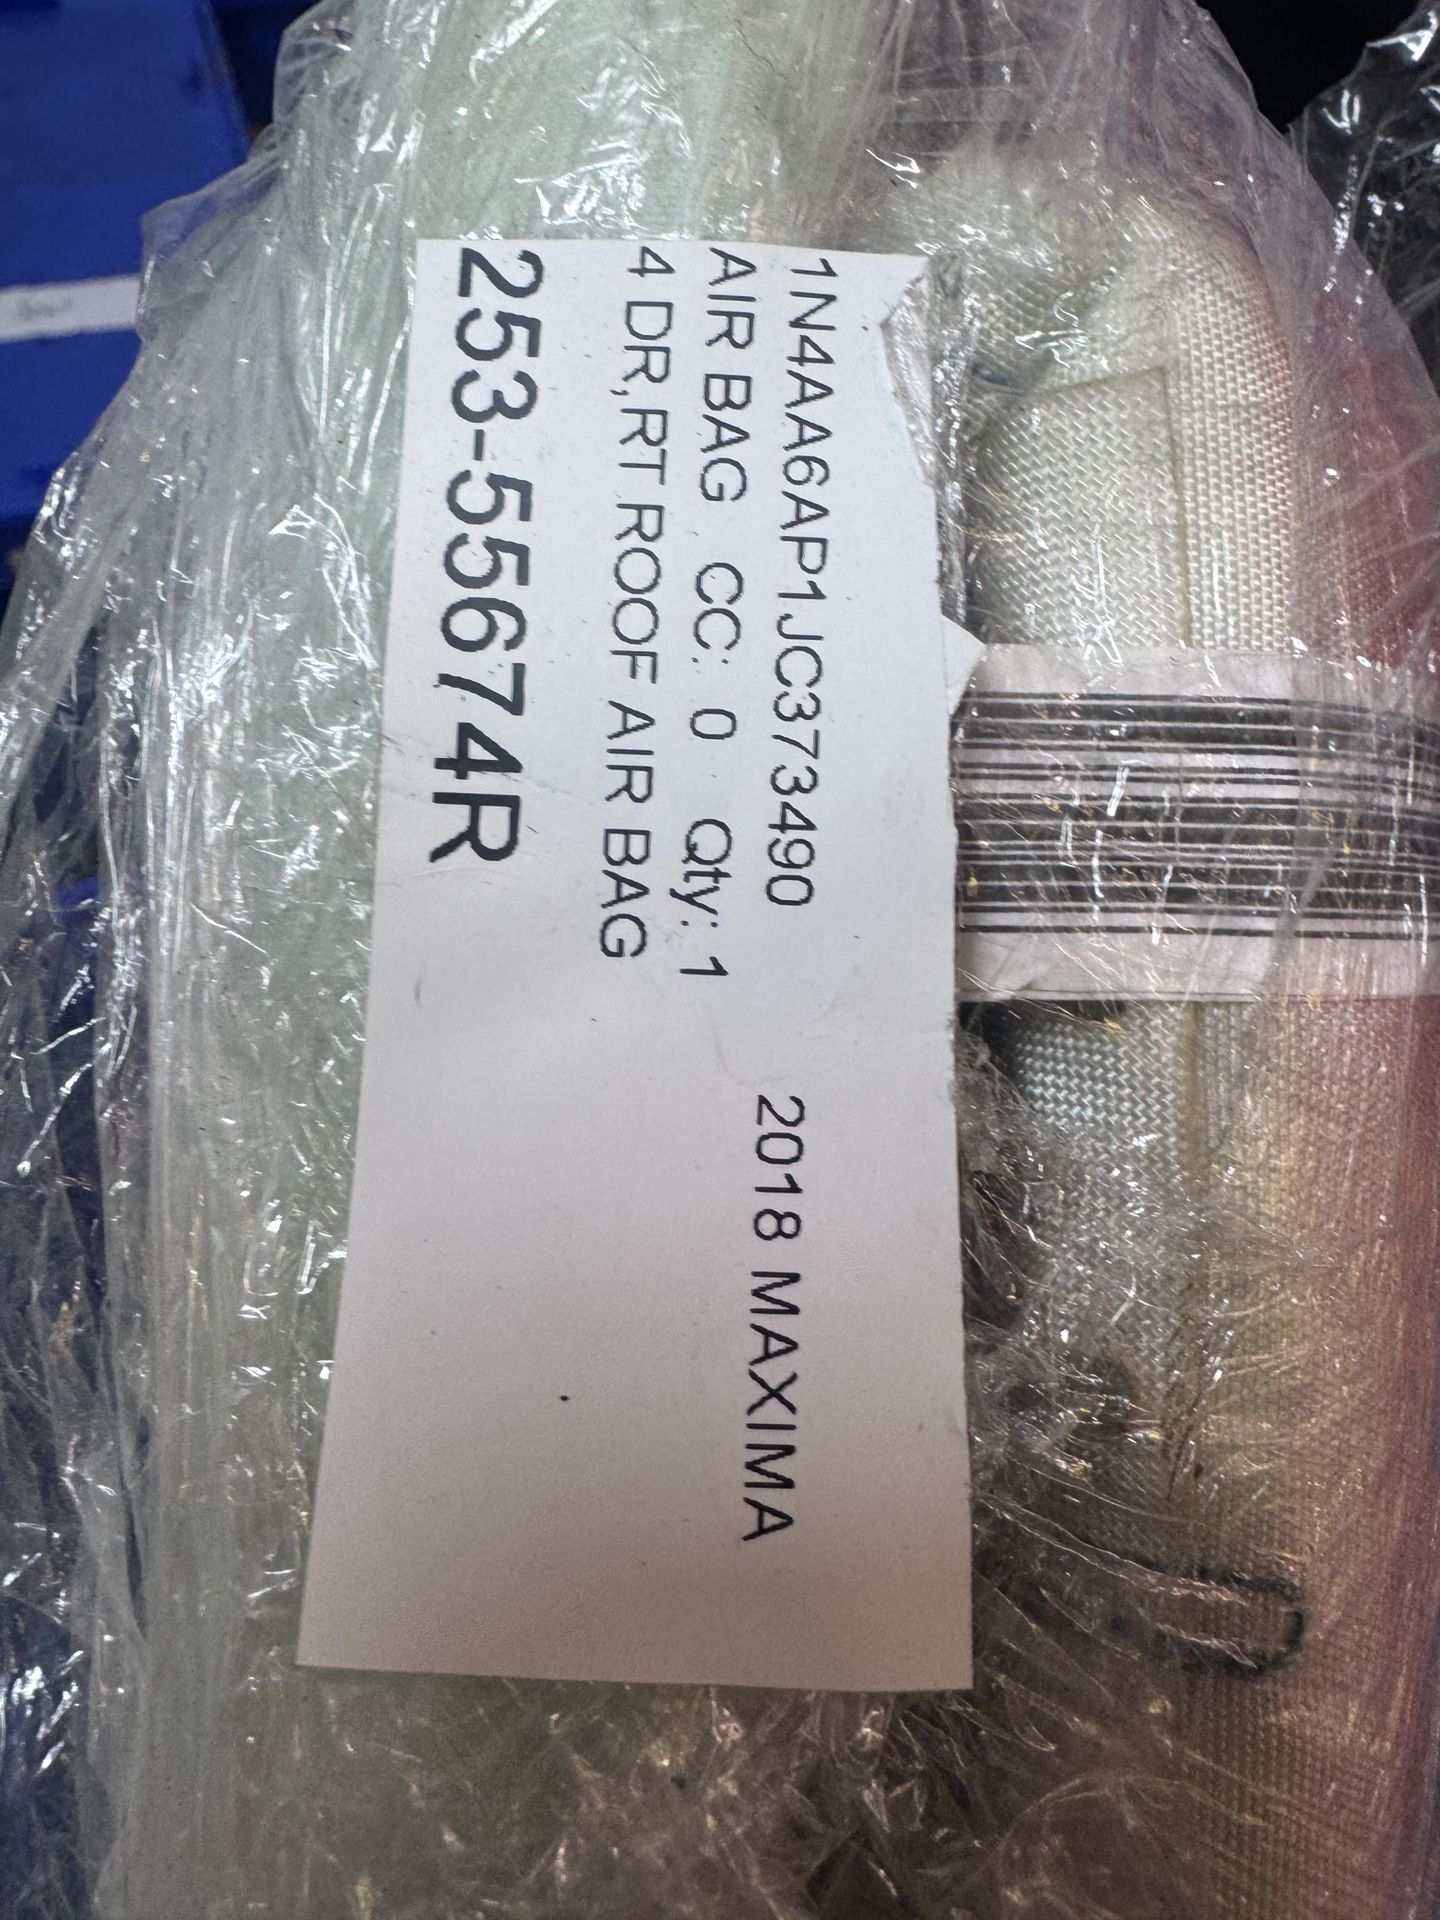 1N4AA6AP1JC373490 2018 MAXIMA
AIR BAG CC: 0 Qty: 1
4 DR,RT ROOF AIR BAG
253-55674R